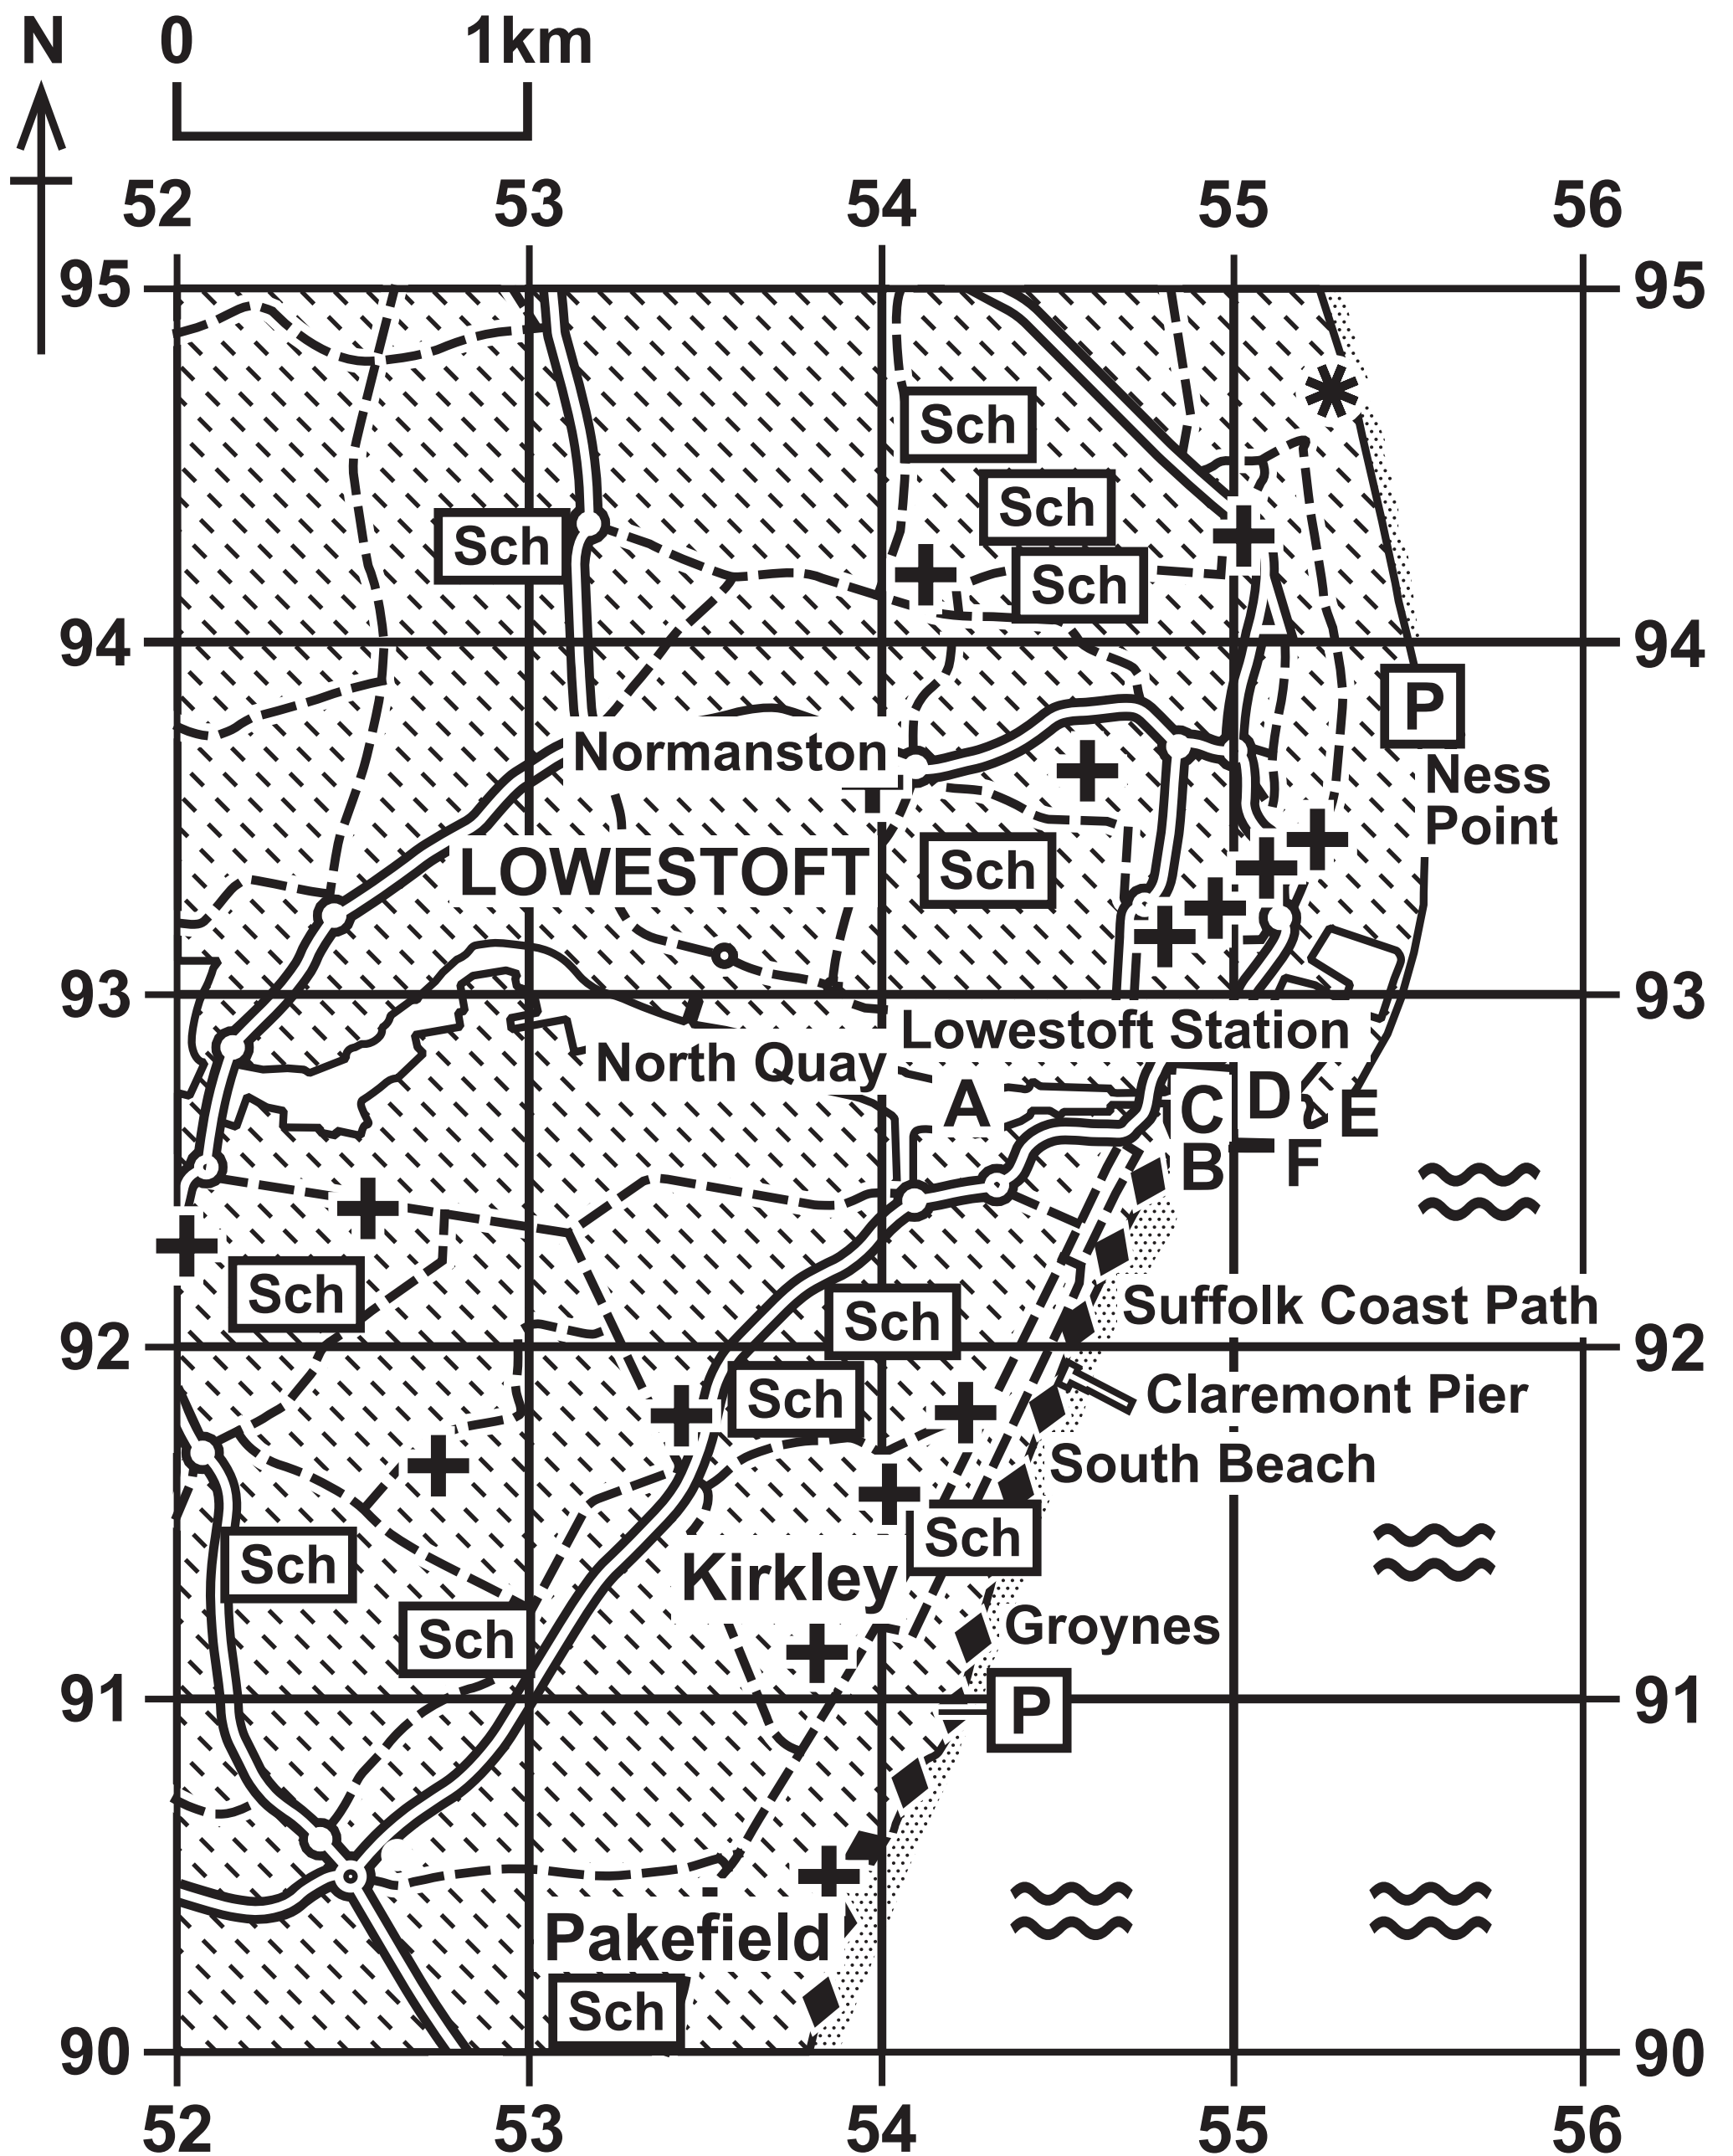 N 0 1km
52 53 54 55 56
95 95
Sch
Sch
Sch
Sch
94 94
P
Normanston
Ness
Point
LOWESTOFT
Sch
93 93
Lowestoft Station
North Quay
A
C
D
E
B
F
Sch
Suffolk Coast Path
Sch
92 92
Sch
Claremont Pier
South Beach
Sch
Sch
Kirkley
Sch
Groynes
91 91
P
Pakefield
Sch
90 90
52 53 54 55 56